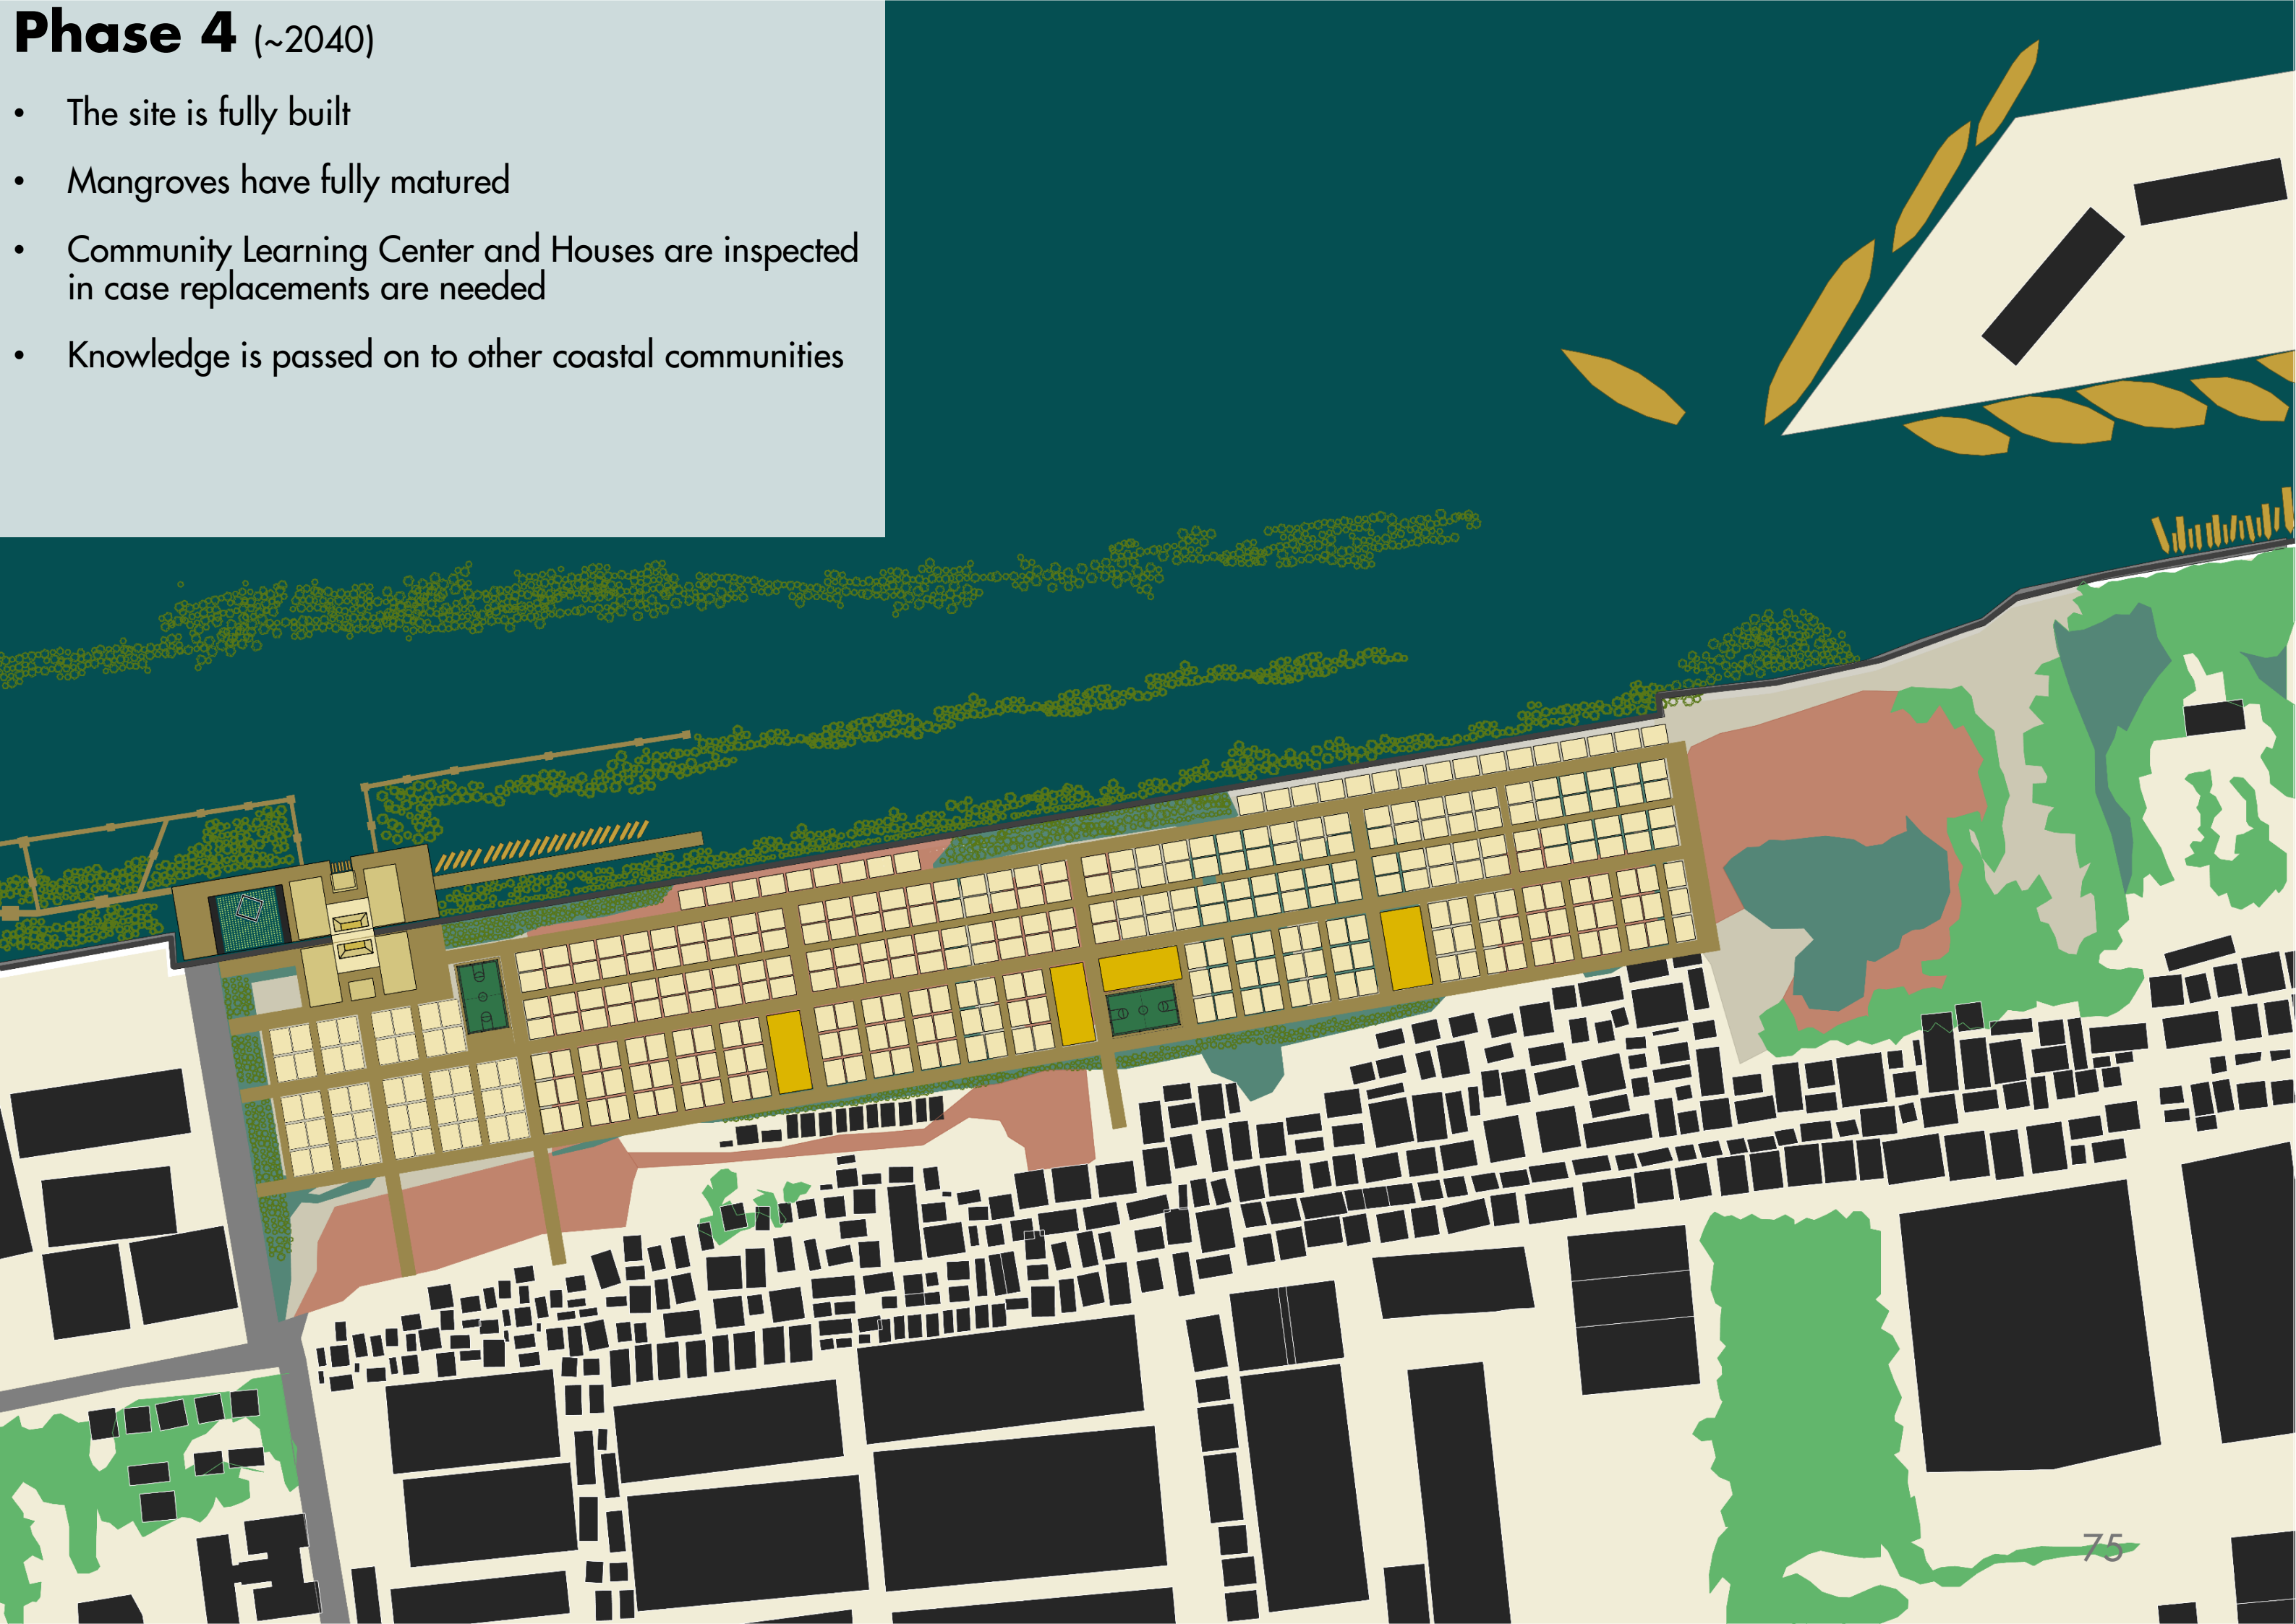 Phase 4 (~2040)
• The site is fully built
• Mangroves have fully matured
• Community Learning Center and Houses are inspected
in case replacements are needed
• Knowledge is passed on to other coastal communities
75